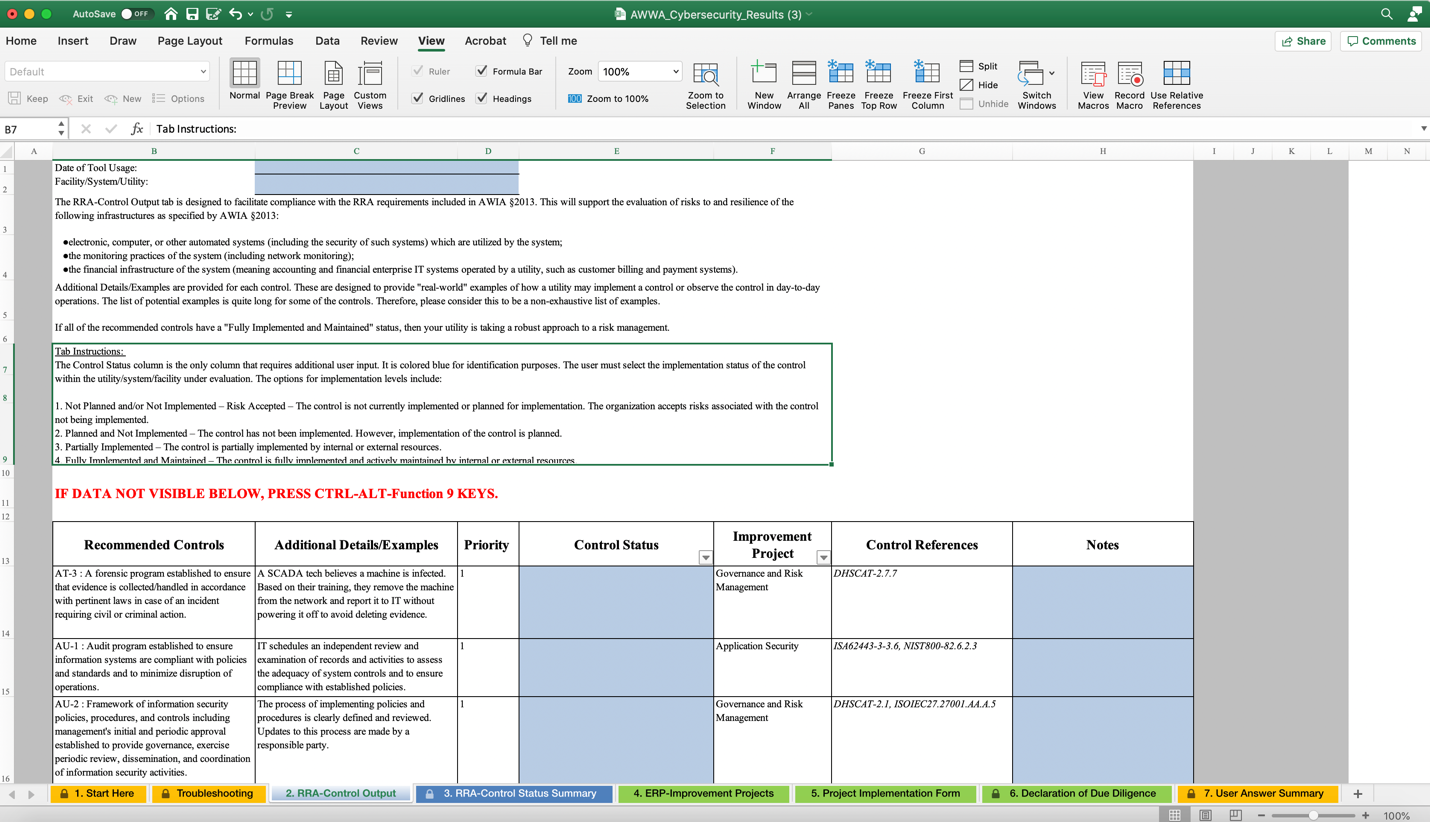 AutoSave OFF AWWA_Cybersecurity_Results (3)
Home Insert Draw Page Layout Formulas Data Review View Acrobat Tell me Share Comments
Default
Keep Exit New Options
Normal Page Break Preview Page Layout Custom Views
Ruler Formula Bar
Gridlines Headings
Zoom 100%
100 Zoom to 100%
Zoom to Selection
New Window Arrange All Freeze Panes Freeze Top Row Freeze First Column
Split
Hide
Unhide
Switch Windows View Macros Record Macro Use Relative References
B7 fx Tab Instructions:
A B C D E F G H I J K L M N
1 Date of Tool Usage:
2 Facility/System/Utility:
The RRA-Control Output tab is designed to facilitate compliance with the RRA requirements included in AWIA §2013. This will support the evaluation of risks to and resilience of the
following infrastructures as specified by AWIA §2013:
3
●electronic, computer, or other automated systems (including the security of such systems) which are utilized by the system;
●the monitoring practices of the system (including network monitoring);
●the financial infrastructure of the system (meaning accounting and financial enterprise IT systems operated by a utility, such as customer billing and payment systems).
4
Additional Details/Examples are provided for each control. These are designed to provide "real-world" examples of how a utility may implement a control or observe the control in day-to-day
operations. The list of potential examples is quite long for some of the controls. Therefore, please consider this to be a non-exhaustive list of examples.
5
If all of the recommended controls have a "Fully Implemented and Maintained" status, then your utility is taking a robust approach to a risk management.
6
Tab Instructions:
The Control Status column is the only column that requires additional user input. It is colored blue for identification purposes. The user must select the implementation status of the control
7
within the utility/system/facility under evaluation. The options for implementation levels include:
8
1. Not Planned and/or Not Implemented – Risk Accepted – The control is not currently implemented or planned for implementation. The organization accepts risks associated with the control
not being implemented.
2. Planned and Not Implemented – The control has not been implemented. However, implementation of the control is planned.
3. Partially Implemented – The control is partially implemented by internal or external resources.
9 4. Fully Implemented and Maintained – The control is fully implemented and actively maintained by internal or external resources
10
11 IF DATA NOT VISIBLE BELOW, PRESS CTRL-ALT-Function 9 KEYS.
12
13 Recommended Controls Additional Details/Examples Priority Control Status Improvement Project Control References Notes
AT-3 : A forensic program established to ensure
that evidence is collected/handled in accordance
with pertinent laws in case of an incident
requiring civil or criminal action.
A SCADA tech believes a machine is infected.
Based on their training, they remove the machine
from the network and report it to IT without
powering it off to avoid deleting evidence.
1
Governance and Risk
Management
DHSCAT-2.7.7
14
AU-1 : Audit program established to ensure
information systems are compliant with policies
and standards and to minimize disruption of
operations.
IT schedules an independent review and
examination of records and activities to assess
the adequacy of system controls and to ensure
compliance with established policies.
1
Application Security
ISA62443-3-3.6, NIST800-82.6.2.3
15
AU-2 : Framework of information security
policies, procedures, and controls including
management's initial and periodic approval
established to provide governance, exercise
periodic review, dissemination, and coordination
of information security activities.
The process of implementing policies and
procedures is clearly defined and reviewed.
Updates to this process are made by a
responsible party.
1
Governance and Risk
Management
DHSCAT-2.1, ISOIEC27.27001.AA.A.5
16
1. Start Here Troubleshooting 2. RRA-Control Output 3. RRA-Control Status Summary 4. ERP-Improvement Projects 5. Project Implementation Form 6. Declaration of Due Diligence 7. User Answer Summary
100%